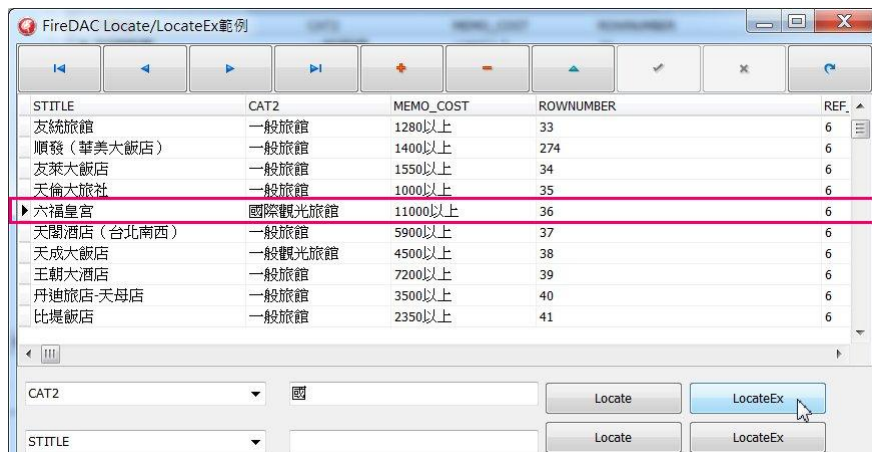 FireDAC Locate/LocateEx範例
STITLE CAT2 MEMO_COST ROWNUMBER REF_
友統旅館 一般旅館 1280以上 33 6
順發（華美大飯店） 一般旅館 1400以上 274 6
友萊大飯店 一般旅館 1550以上 34 6
天倫大旅社 一般旅館 1000以上 35 6
六福皇宮 國際觀光旅館 11000以上 36 6
天閣酒店（台北南西） 一般旅館 5900以上 37 6
天成大飯店 一般觀光旅館 4500以上 38 6
王朝大酒店 一般旅館 7200以上 39 6
丹迪旅店-天母店 一般旅館 3500以上 40 6
比堤飯店 一般旅館 2350以上 41 6
CAT2 國 Locate LocateEx
STITLE Locate LocateEx